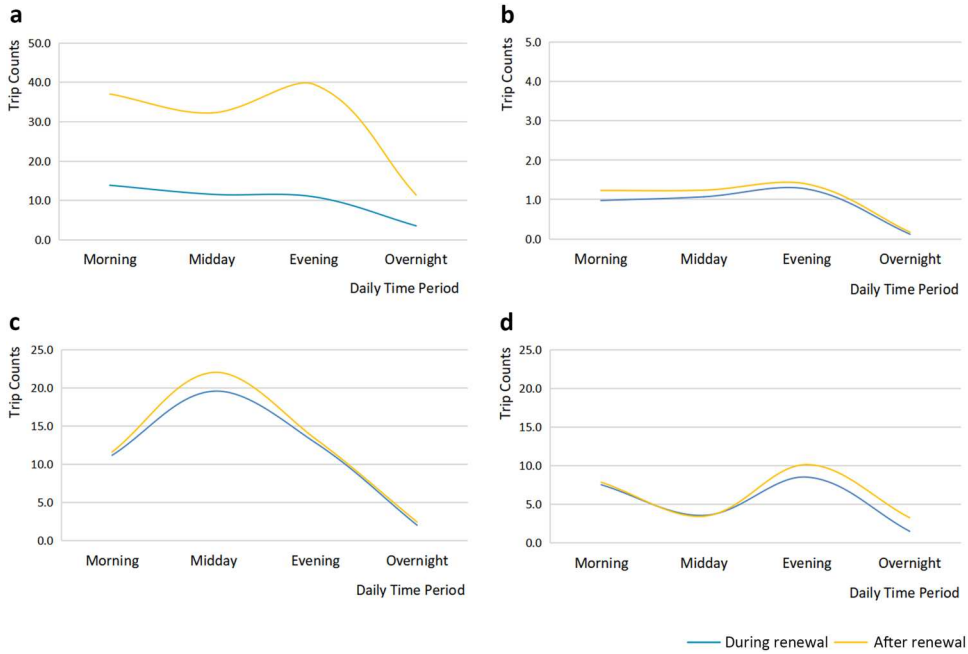 a
Trip Counts
50.0
40.0
30.0
20.0
10.0
0.0
Morning Midday Evening Overnight
Daily Time Period
b
Trip Counts
5.0
4.0
3.0
2.0
1.0
0.0
Morning Midday Evening Overnight
Daily Time Period
c
Trip Counts
25.0
20.0
15.0
10.0
5.0
0.0
Morning Midday Evening Overnight
Daily Time Period
d
Trip Counts
25.0
20.0
15.0
10.0
5.0
0.0
Morning Midday Evening Overnight
Daily Time Period
During renewal After renewal